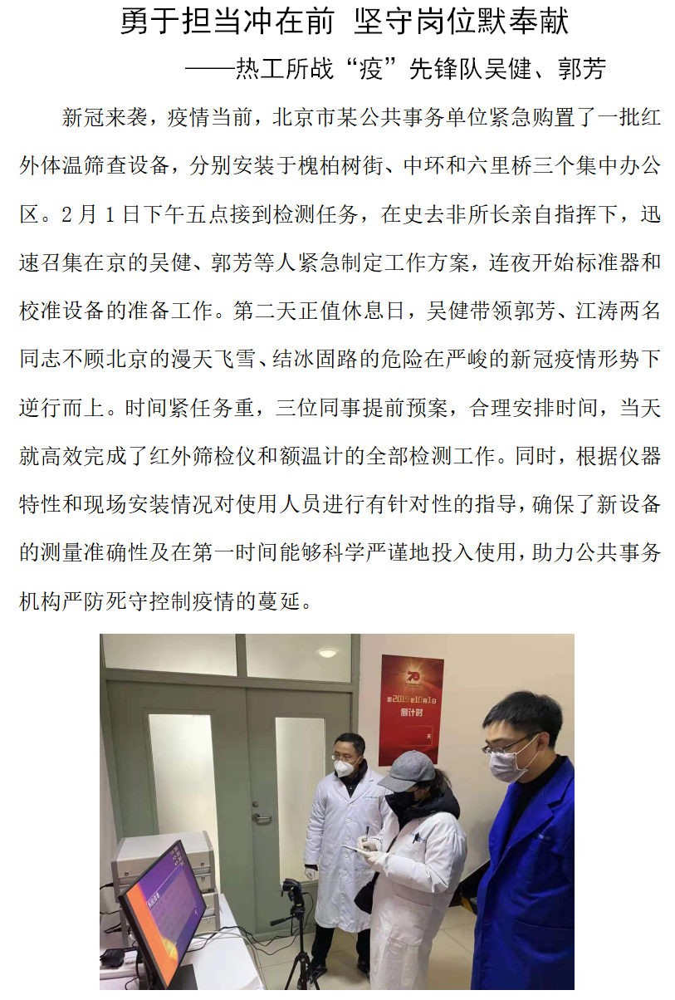 勇于担当冲在前 坚守岗位默奉献
——热工所战“疫”先锋队吴健、郭芳
新冠来袭，疫情当前，北京市某公共事务单位紧急购置了一批红
外体温筛查设备，分别安装于槐柏树街、中环和六里桥三个集中办公
区。2 月 1 日下午五点接到检测任务，在史去非所长亲自指挥下，迅
速召集在京的吴健、郭芳等人紧急制定工作方案，连夜开始标准器和
校准设备的准备工作。第二天正值休息日，吴健带领郭芳、江涛两名
同志不顾北京的漫天飞雪、结冰固路的危险在严峻的新冠疫情形势下
逆行而上。时间紧任务重，三位同事提前预案，合理安排时间，当天
就高效完成了红外筛检仪和额温计的全部检测工作。同时，根据仪器
特性和现场安装情况对使用人员进行有针对性的指导，确保了新设备
的测量准确性及在第一时间能够科学严谨地投入使用，助力公共事务
机构严防死守控制疫情的蔓延。
70
距2019年10月1日
倒计时
天